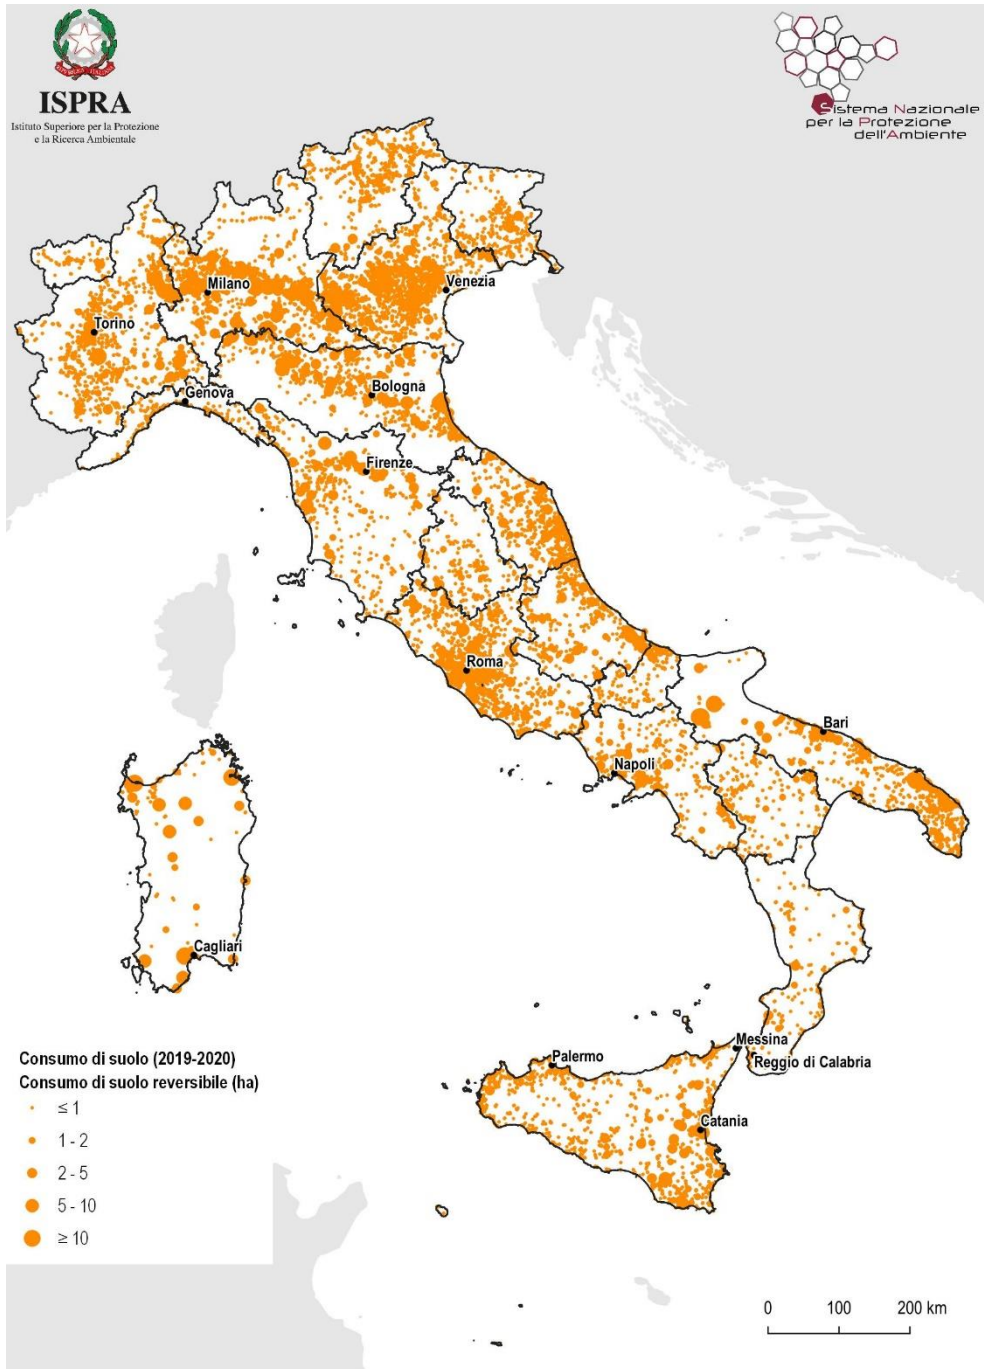 ISPRA
Istituto Superiore per la Protezione
e la Ricerca Ambientale
Sistema Nazionale
per la Protezione
dell'Ambiente
Milano
Venezia
Torino
Genova
Bologna
Firenze
Roma
Bari
Napoli
Cagliari
Messina
Reggio di Calabria
Palermo
Catania
Consumo di suolo (2019-2020)
Consumo di suolo reversibile (ha)
≤ 1
1 - 2
2 - 5
5 - 10
≥ 10
0 100 200 km